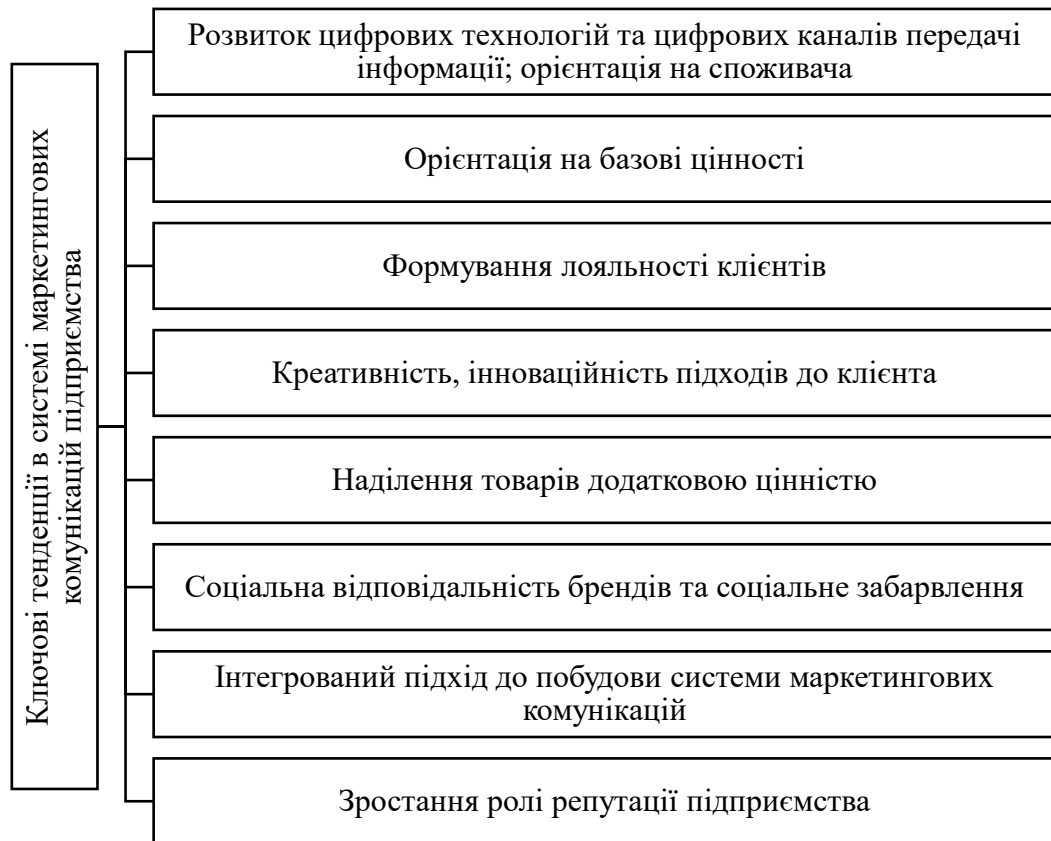 Ключові тенденції в системі маркетингових
комунікацій підприємства
Розвиток цифрових технологій та цифрових каналів передачі
інформації; орієнтація на споживача
Орієнтація на базові цінності
Формування лояльності клієнтів
Креативність, інноваційність підходів до клієнта
Наділення товарів додатковою цінністю
Соціальна відповідальність брендів та соціальне забарвлення
Інтегрований підхід до побудови системи маркетингових
комунікацій
Зростання ролі репутації підприємства